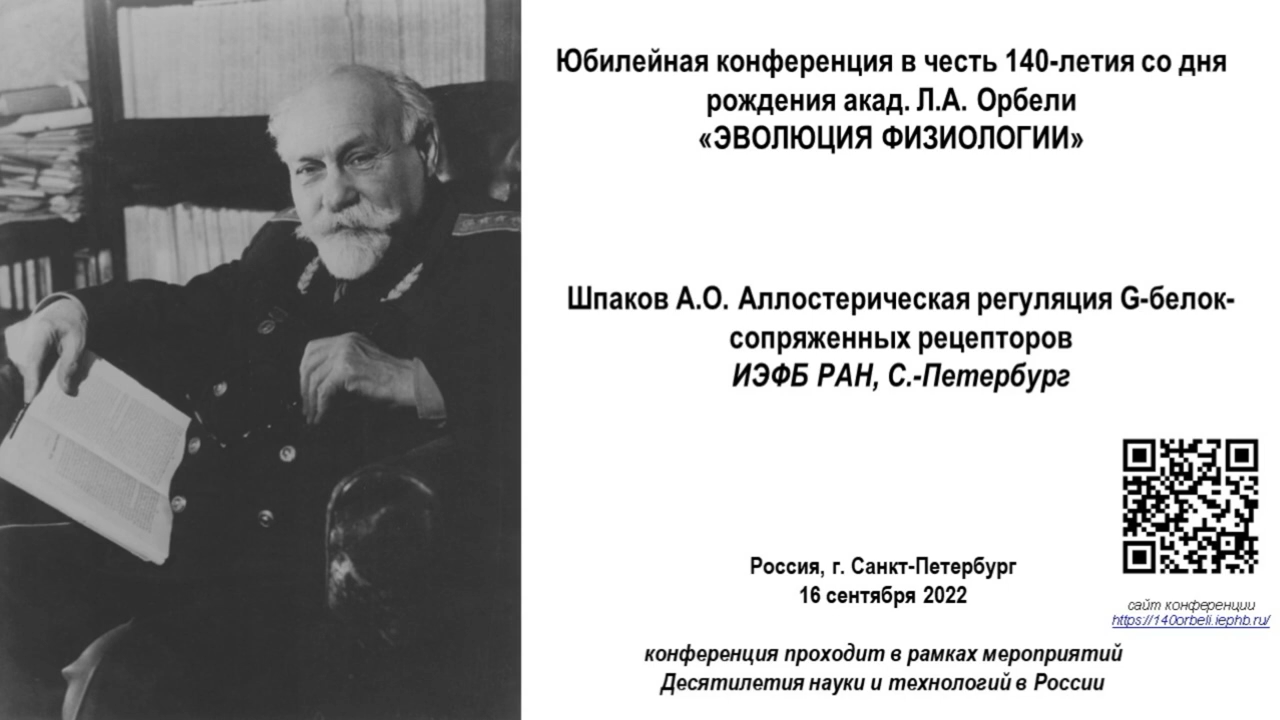 Юбилейная конференция в честь 140-летия со дня
рождения акад. Л.А. Орбели
«ЭВОЛЮЦИЯ ФИЗИОЛОГИИ»
Шпаков А.О. Аллостерическая регуляция G-белок-
сопряженных рецепторов
ИЭФБ РАН, С.-Петербург
Россия, г. Санкт-Петербург
16 сентября 2022
сайт конференции
https://140orbeli.iephb.ru/
конференция проходит в рамках мероприятий
Десятилетия науки и технологий в России